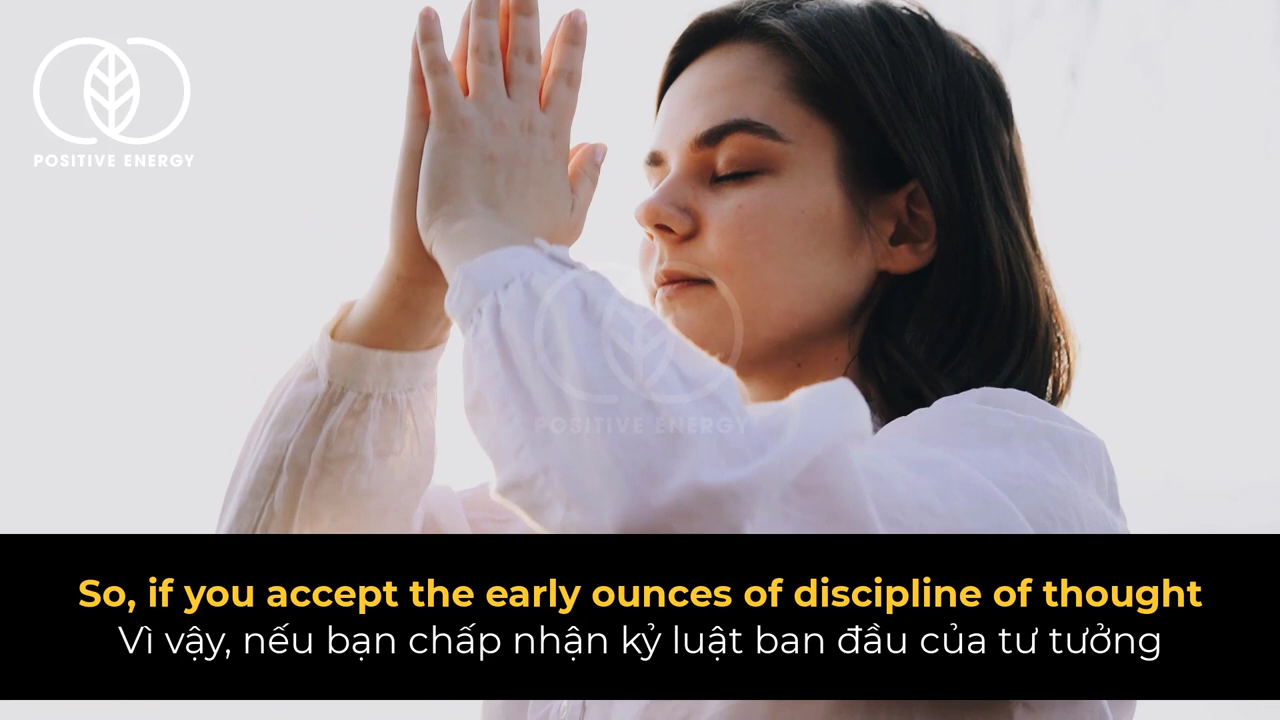 POSITIVE ENERGY
POSITIVE ENERGY
So, if you accept the early ounces of discipline of thought
Vì vậy, nếu bạn chấp nhận kỷ luật ban đầu của tư tưởng